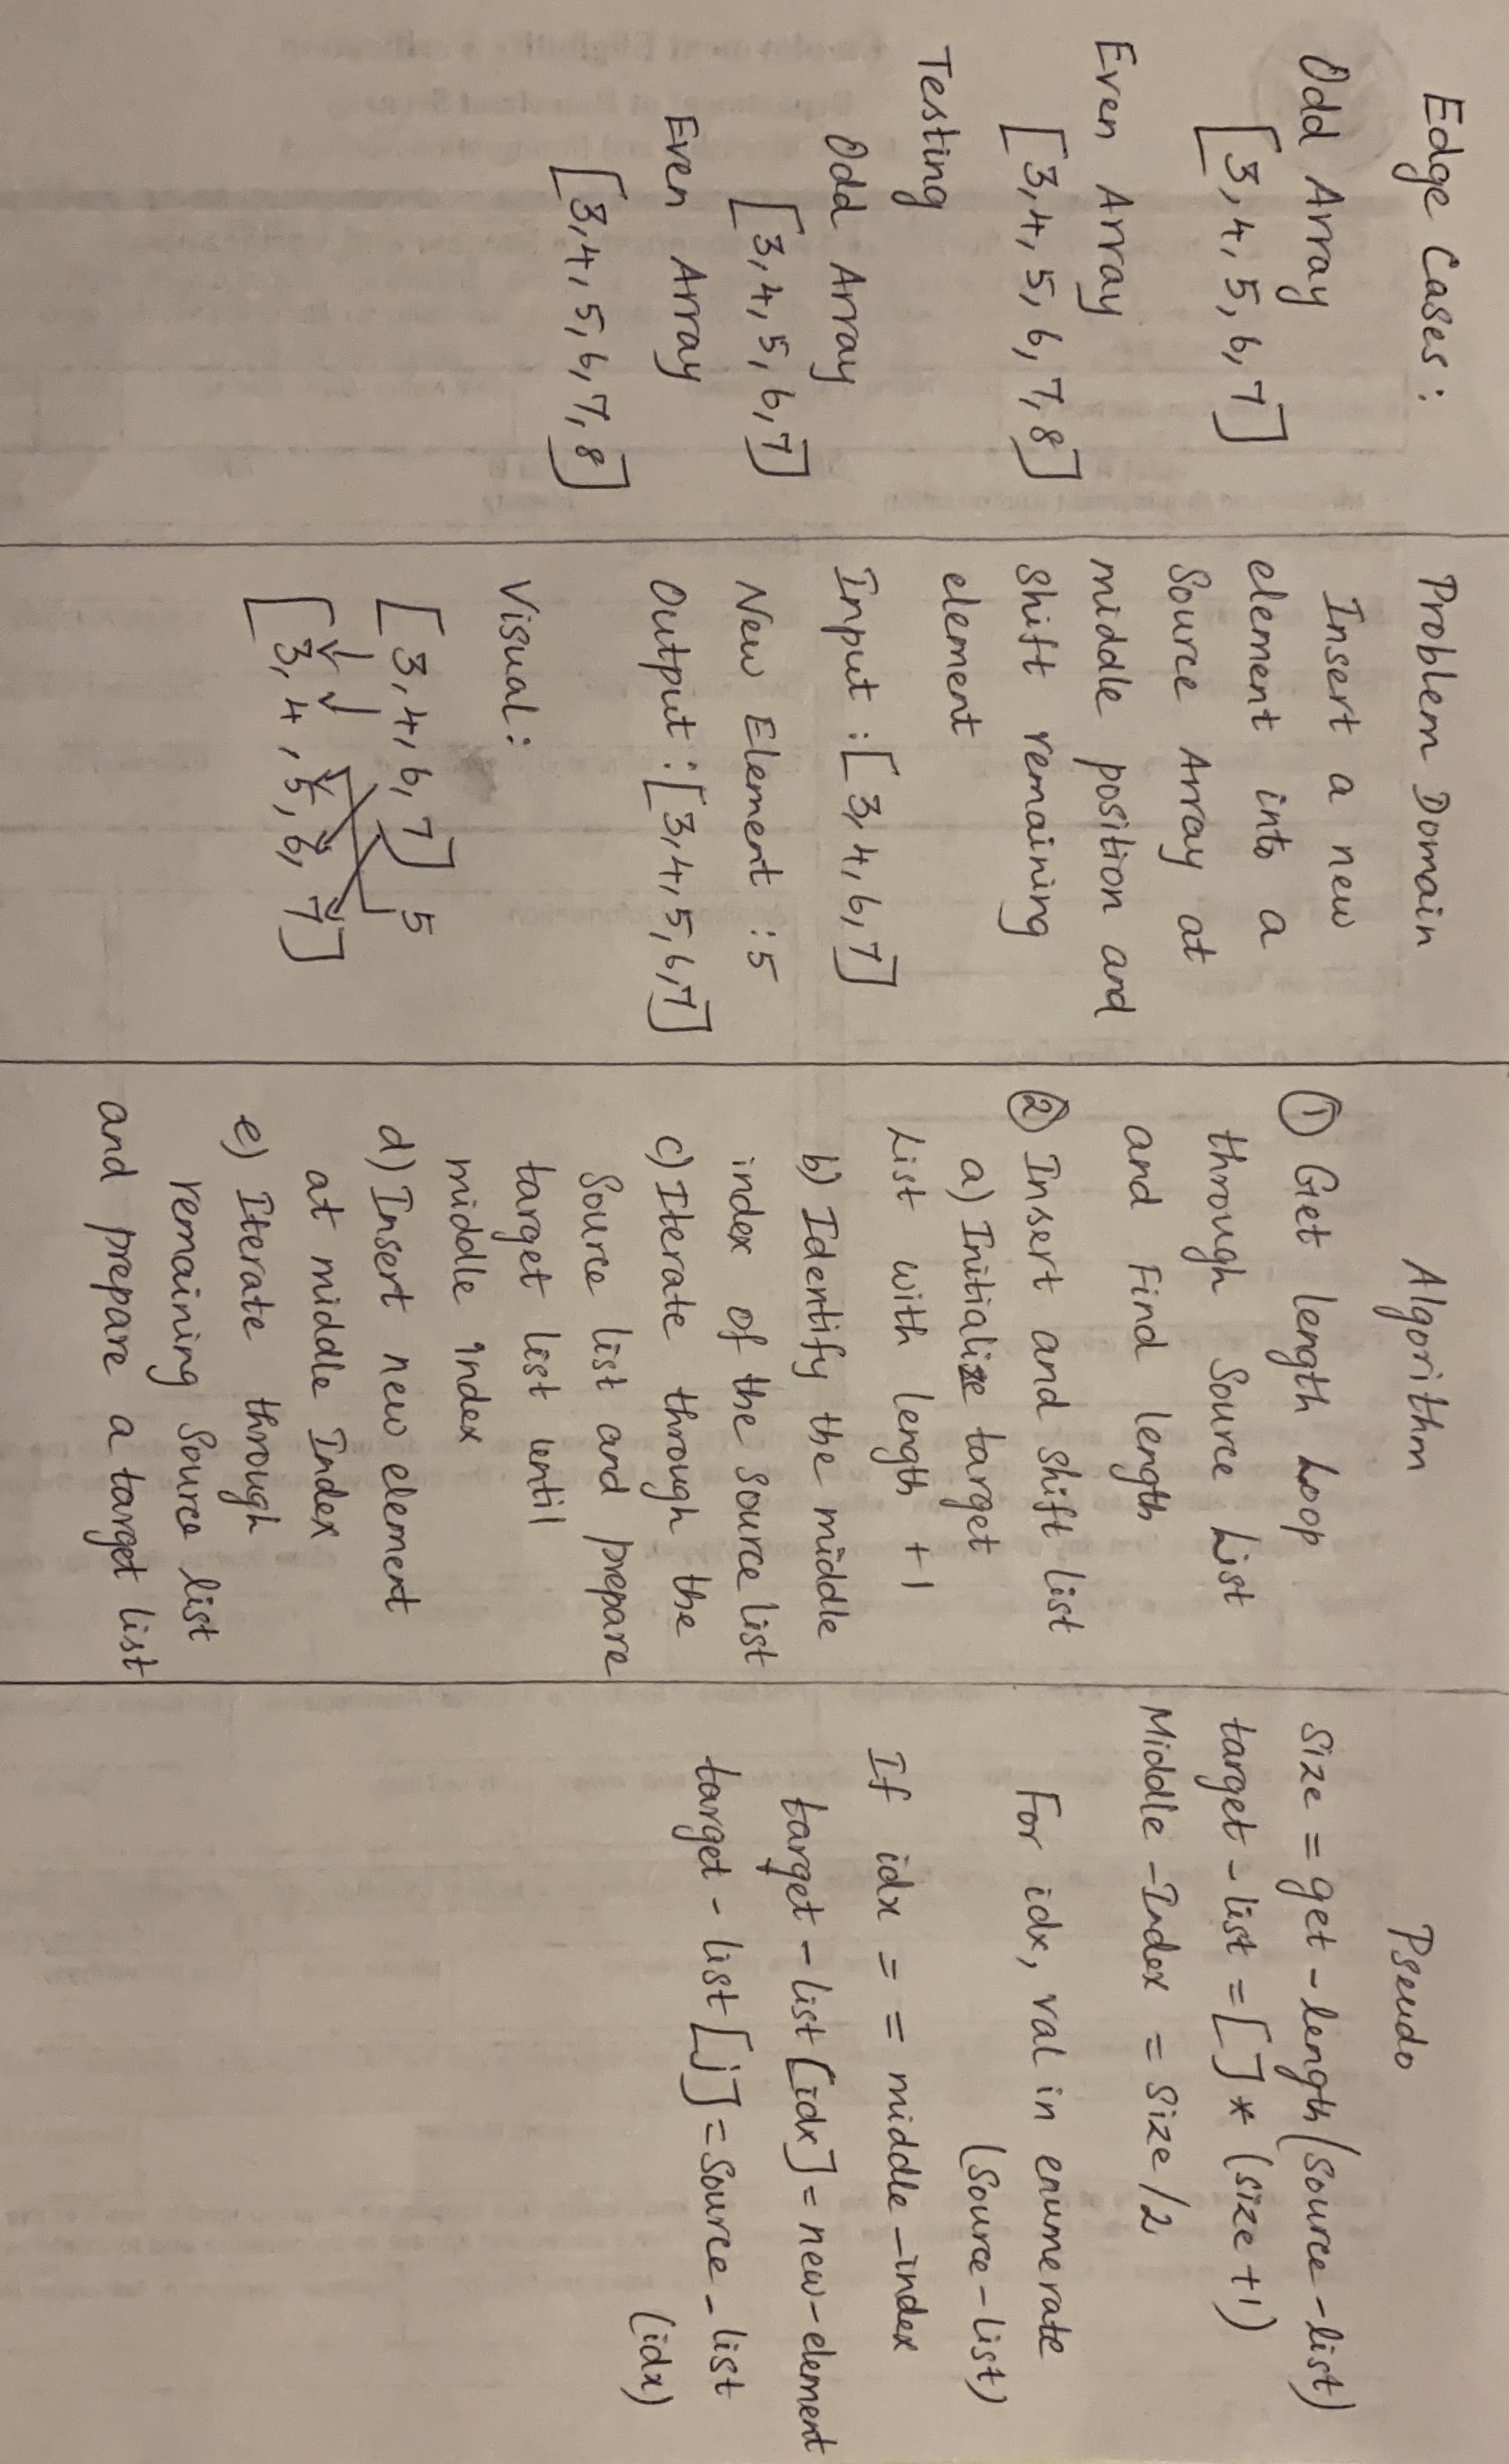 Edge Cases:
Odd Array
[3,4,5,6,7]
Even Array
[3,4,5,6,7,8]
Testing
Odd Array
[3,4,5,6,7]
Even Array
[3,4,5,6,7,8]
Problem Domain
Insert a new
element into a
Source Array at
middle position and
shift remaining
element
Input : [3,4,6,7]
New Element : 5
Output : [3,4,5,6,7]
Visual :
[3,4,6,7] 5
[3,4,5,6,7]
Algorithm
① Get length Loop
through Source List
and Find length
② Insert and shift list
a) Initialize target
List with length +1
b) Identify the middle
index of the source list
c) Iterate through the
Source list and prepare
target list until
middle index
d) Insert new element
at middle Index
e) Iterate through
remaining Source list
and prepare a target list
Pseudo
Size = get-length(source-list)
target-list = [] * (size+1)
Middle-Index = Size/2
For idx, val in enumerate
(Source-List)
If idx == middle-index
target-list[idx] = new-element
target-list[j] = Source_list
(idx)